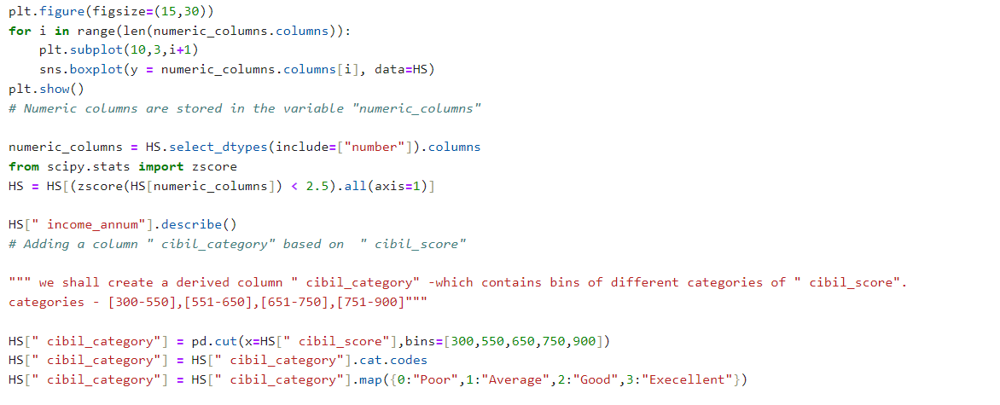 plt.figure(figsize=(15,30))
for i in range(len(numeric_columns.columns)):
    plt.subplot(10,3,i+1)
    sns.boxplot(y = numeric_columns.columns[i], data=HS)
plt.show()
# Numeric columns are stored in the variable "numeric_columns"

numeric_columns = HS.select_dtypes(include=["number"]).columns
from scipy.stats import zscore
HS = HS[(zscore(HS[numeric_columns]) < 2.5).all(axis=1)]

HS[" income_annum"].describe()
# Adding a column " cibil_category" based on  " cibil_score"

""" we shall create a derived column " cibil_category" -which contains bins of different categories of " cibil_score".
categories - [300-550],[551-650],[651-750],[751-900]"""

HS[" cibil_category"] = pd.cut(x=HS[" cibil_score"],bins=[300,550,650,750,900])
HS[" cibil_category"] = HS[" cibil_category"].cat.codes
HS[" cibil_category"] = HS[" cibil_category"].map({0:"Poor",1:"Average",2:"Good",3:"Execellent"})